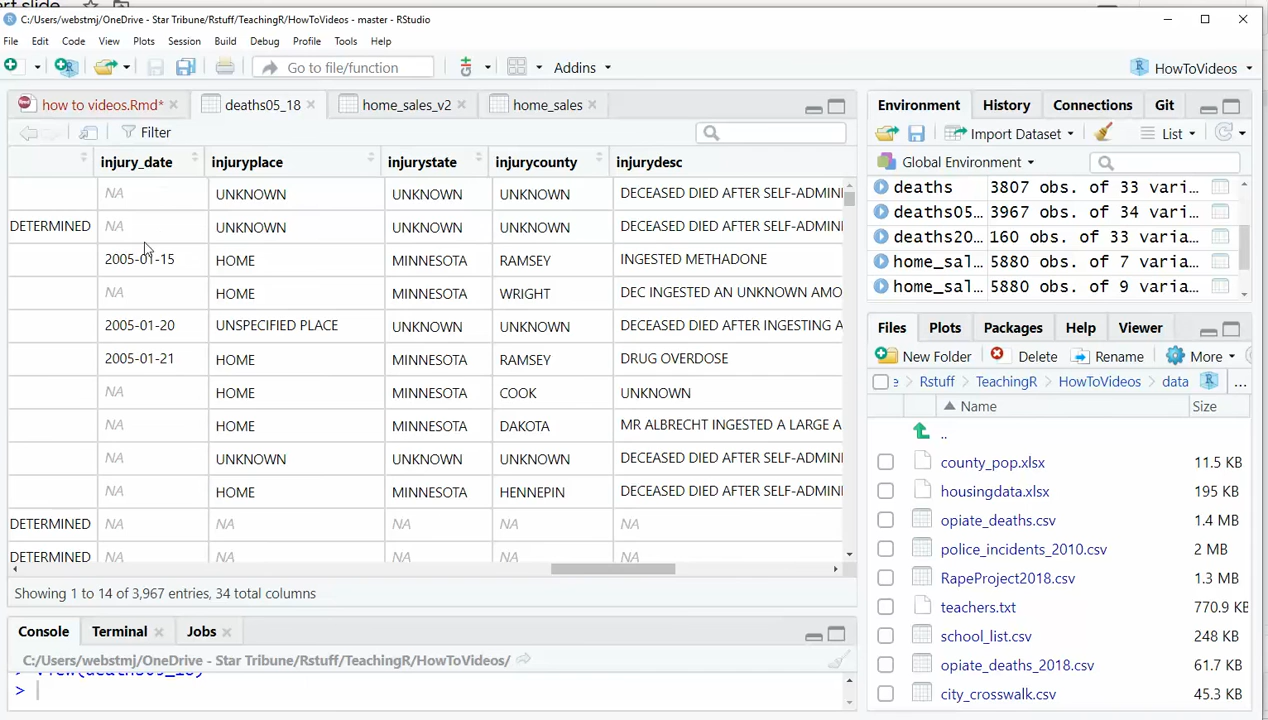 C:/Users/webstmj/OneDrive - Star Tribune/Rstuff/TeachingR/HowToVideos - master - RStudio
File Edit Code View Plots Session Build Debug Profile Tools Help
Go to file/function Addins HowToVideos
how to videos.Rmd* deaths05_18 home_sales_v2 home_sales
Filter
injury_date injuryplace injurystate injurycounty injurydesc
NA UNKNOWN UNKNOWN UNKNOWN DECEASED DIED AFTER SELF-ADMINI
DETERMINED NA UNKNOWN UNKNOWN UNKNOWN DECEASED DIED AFTER SELF-ADMINI
2005-01-15 HOME MINNESOTA RAMSEY INGESTED METHADONE
NA HOME MINNESOTA WRIGHT DEC INGESTED AN UNKNOWN AMO
2005-01-20 UNSPECIFIED PLACE UNKNOWN UNKNOWN DECEASED DIED AFTER INGESTING A
2005-01-21 HOME MINNESOTA RAMSEY DRUG OVERDOSE
NA HOME MINNESOTA COOK UNKNOWN
NA HOME MINNESOTA DAKOTA MR ALBRECHT INGESTED A LARGE A
NA UNKNOWN UNKNOWN UNKNOWN DECEASED DIED AFTER SELF-ADMINI
NA HOME MINNESOTA HENNEPIN DECEASED DIED AFTER SELF-ADMINI
DETERMINED NA NA NA NA NA
DETERMINED NA NA NA NA NA
Showing 1 to 14 of 3,967 entries, 34 total columns
Console Terminal Jobs
C:/Users/webstmj/OneDrive - Star Tribune/Rstuff/TeachingR/HowToVideos/
>
Environment History Connections Git
Import Dataset List
Global Environment
deaths 3807 obs. of 33 vari...
deaths05... 3967 obs. of 34 vari...
deaths20... 160 obs. of 33 varia...
home_sal... 5880 obs. of 7 varia...
home_sal... 5880 obs. of 9 varia...
Files Plots Packages Help Viewer
New Folder Delete Rename More
e > Rstuff > TeachingR > HowToVideos > data ...
Name Size
..
county_pop.xlsx 11.5 KB
housingdata.xlsx 195 KB
opiate_deaths.csv 1.4 MB
police_incidents_2010.csv 2 MB
RapeProject2018.csv 1.3 MB
teachers.txt 770.9 KB
school_list.csv 248 KB
opiate_deaths_2018.csv 61.7 KB
city_crosswalk.csv 45.3 KB